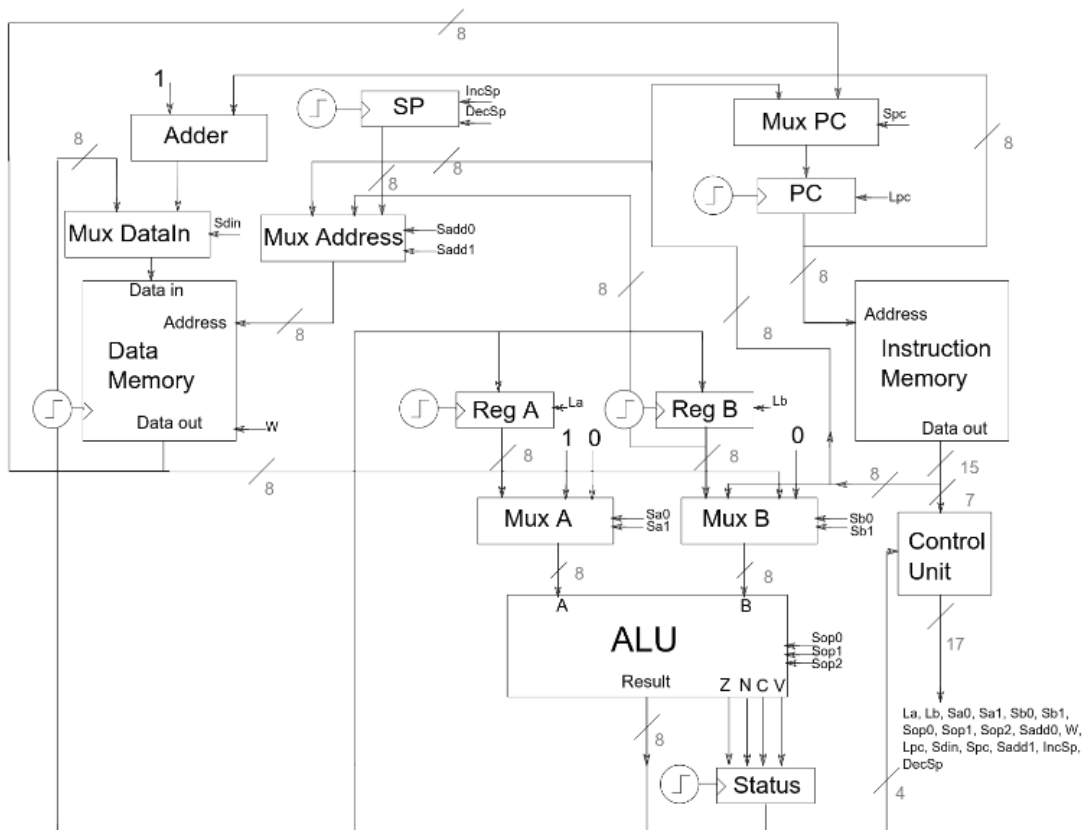 8
1
IncSp
DecSp
SP
Adder
Mux PC
Spc
8
8
8
8
PC
Lpc
Mux DataIn
Sdin
Mux Address
Sadd0
Sadd1
8
8
Data in
Address
8
8
Address
Data
Memory
Instruction
Memory
Reg A
La
Reg B
Lb
Data out
W
1 0
0
Data out
8
8
8
8
15
7
Mux A
Sa0
Sa1
Mux B
Sb0
Sb1
Control
Unit
8
8
A
B
ALU
Sop0
Sop1
Sop2
17
Result
Z N C V
La, Lb, Sa0, Sa1, Sb0, Sb1,
Sop0, Sop1, Sop2, Sadd0, W,
Lpc, Sdin, Spc, Sadd1, IncSp,
DecSp
8
Status
4